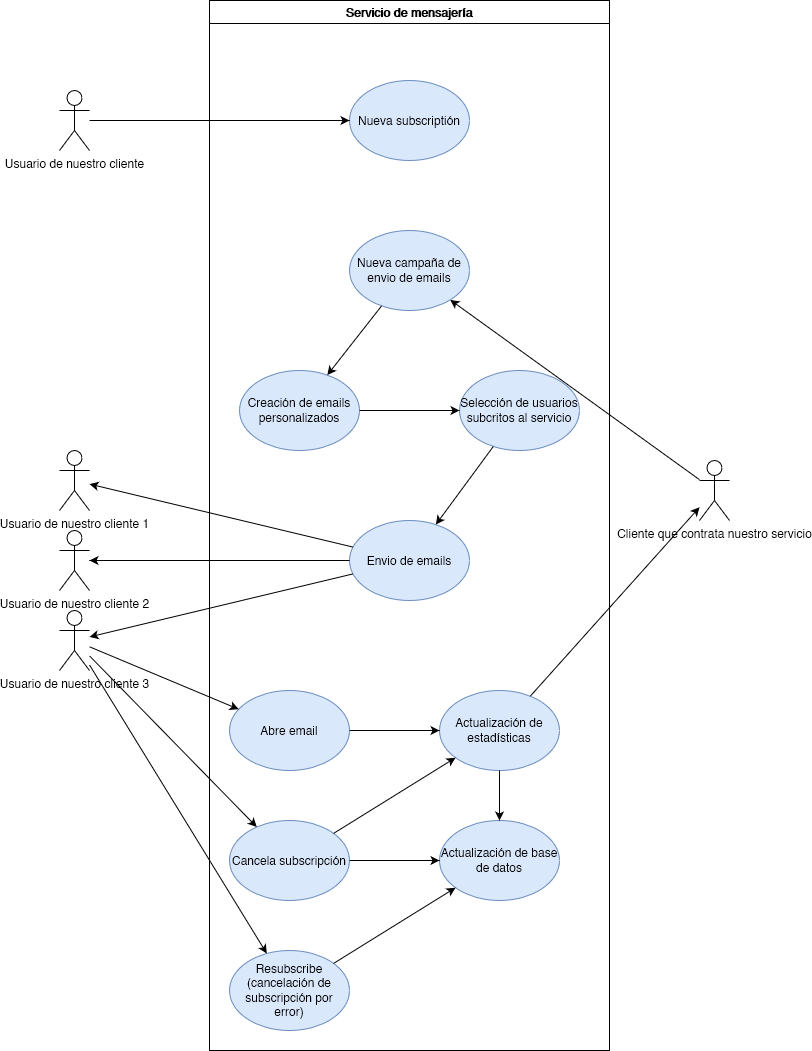 Servicio de mensajería
Nueva subscriptión
Usuario de nuestro cliente
Nueva campaña de
envio de emails
Creación de emails
personalizados
Selección de usuarios
subcritos al servicio
Usuario de nuestro cliente 1
Cliente que contrata nuestro servicio
Envio de emails
Usuario de nuestro cliente 2
Usuario de nuestro cliente 3
Abre email
Actualización de
estadísticas
Cancela subscripción
Actualización de base
de datos
Resubscribe
(cancelación de
subscripción por
error)